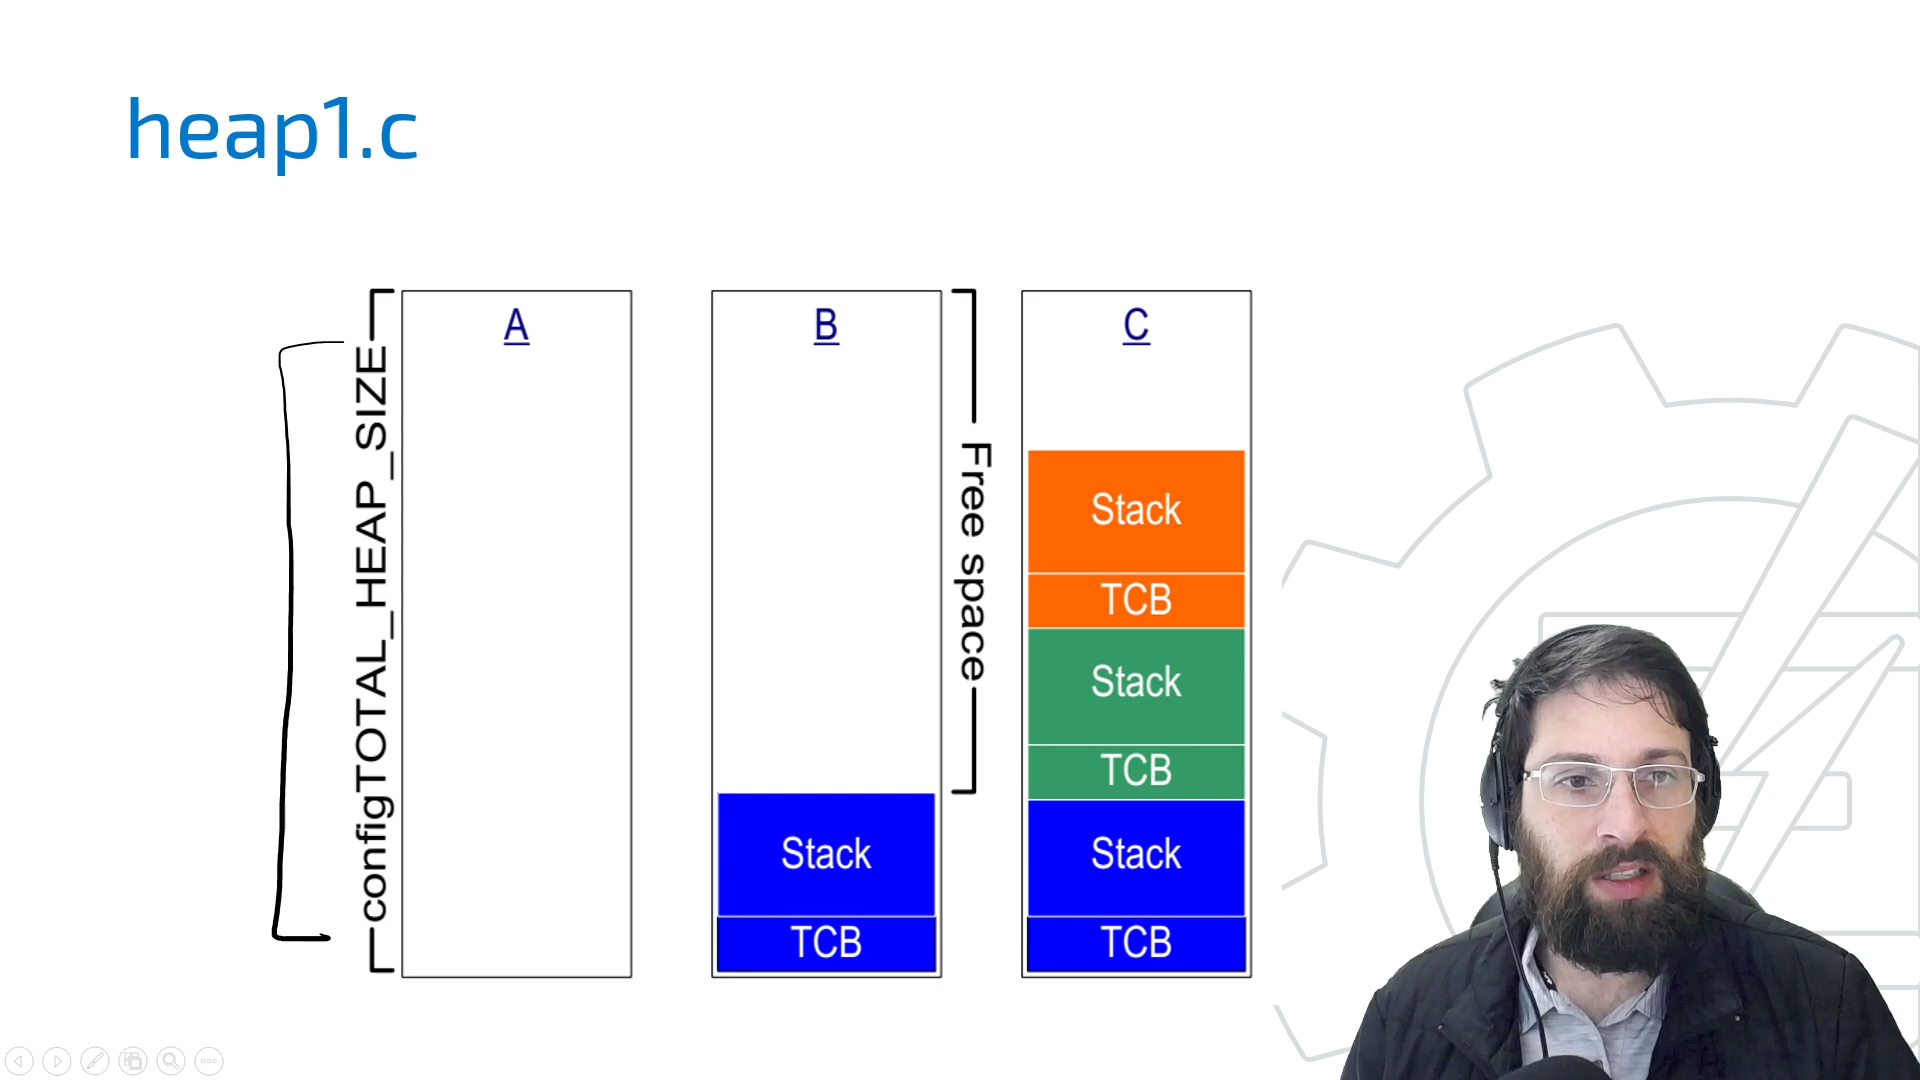 heap1.c
configTOTAL_HEAP_SIZE
A
B
Stack
TCB
Free space
C
Stack
TCB
Stack
TCB
Stack
TCB